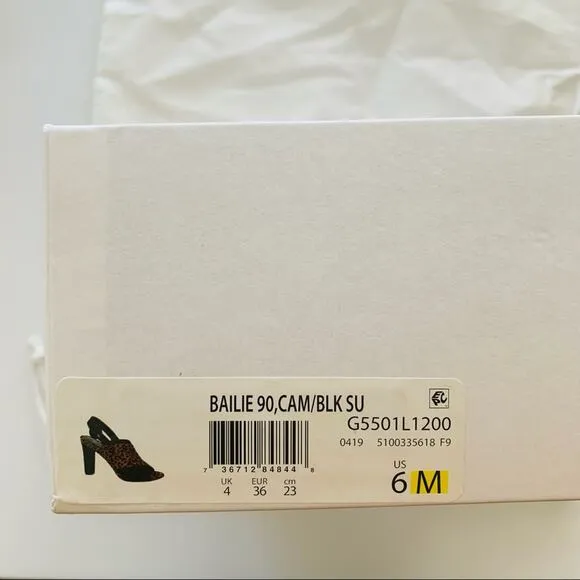 BAILIE 90,CAM/BLK SU
G5501L1200
0419 5100335618 F9
7 36712 84844 8
UK EUR cm US
4 36 23 6 M